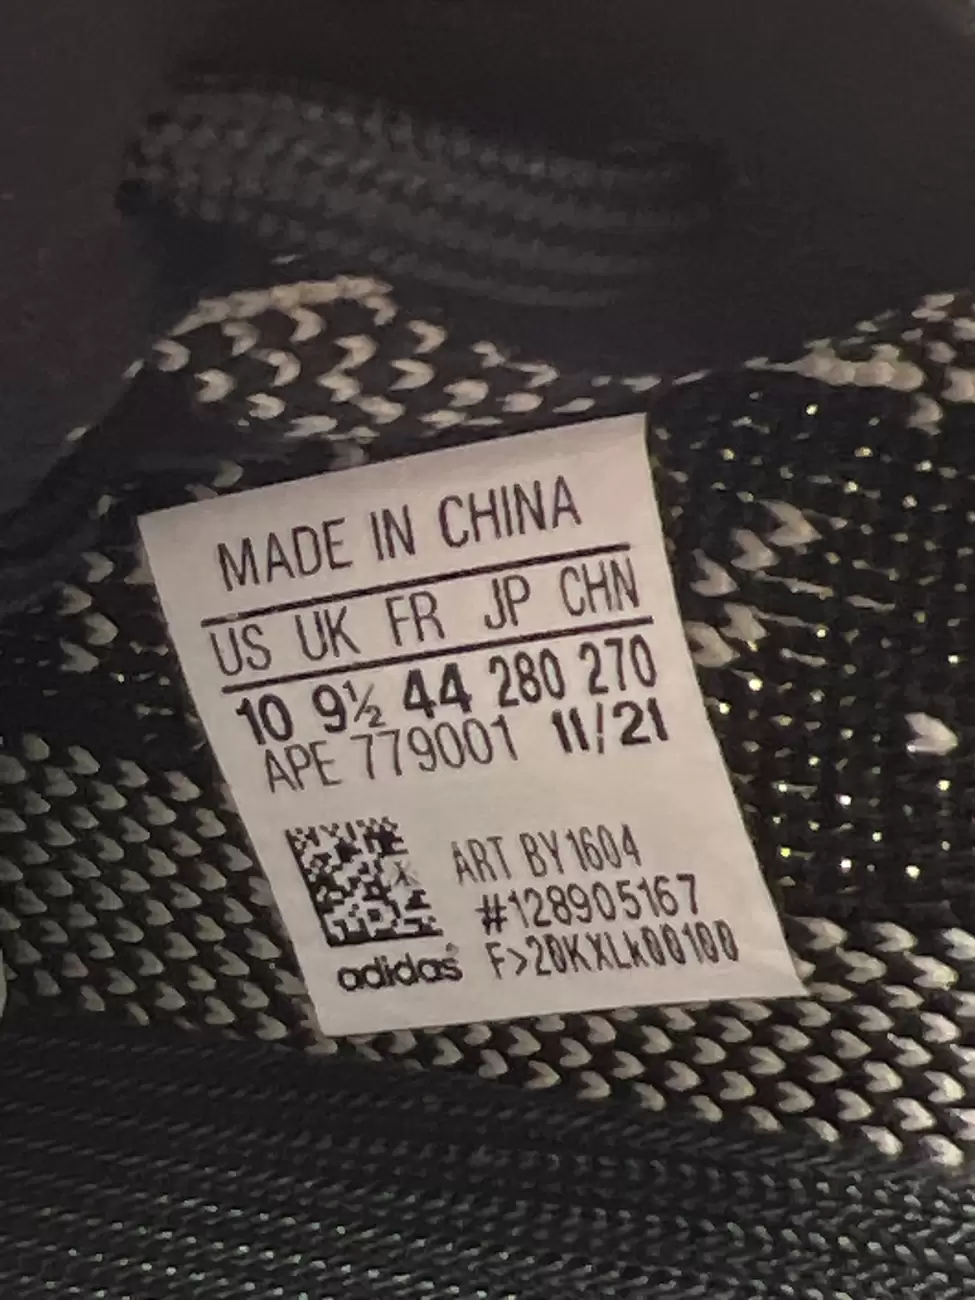 MADE IN CHINA
US UK FR JP CHN
10 9½ 44 280 270
APE 779001 11/21
ART BY1604
#128905167
adidas F>20KXLk00100